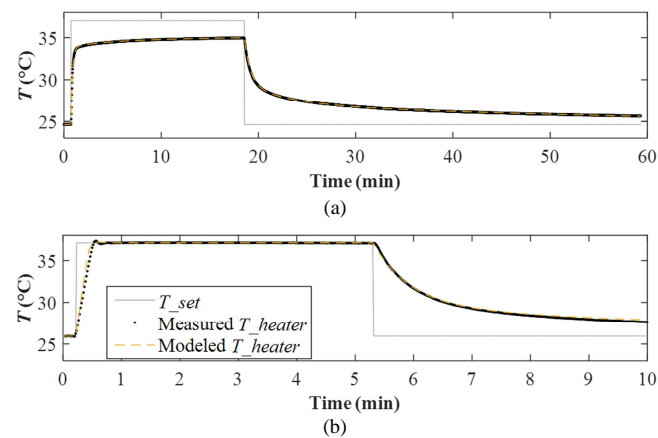 T (°C)
35
30
25
0 10 20 30 40 50 60
Time (min)
(a)
T (°C)
35
30
25
T_set
Measured T_heater
Modeled T_heater
0 1 2 3 4 5 6 7 8 9 10
Time (min)
(b)